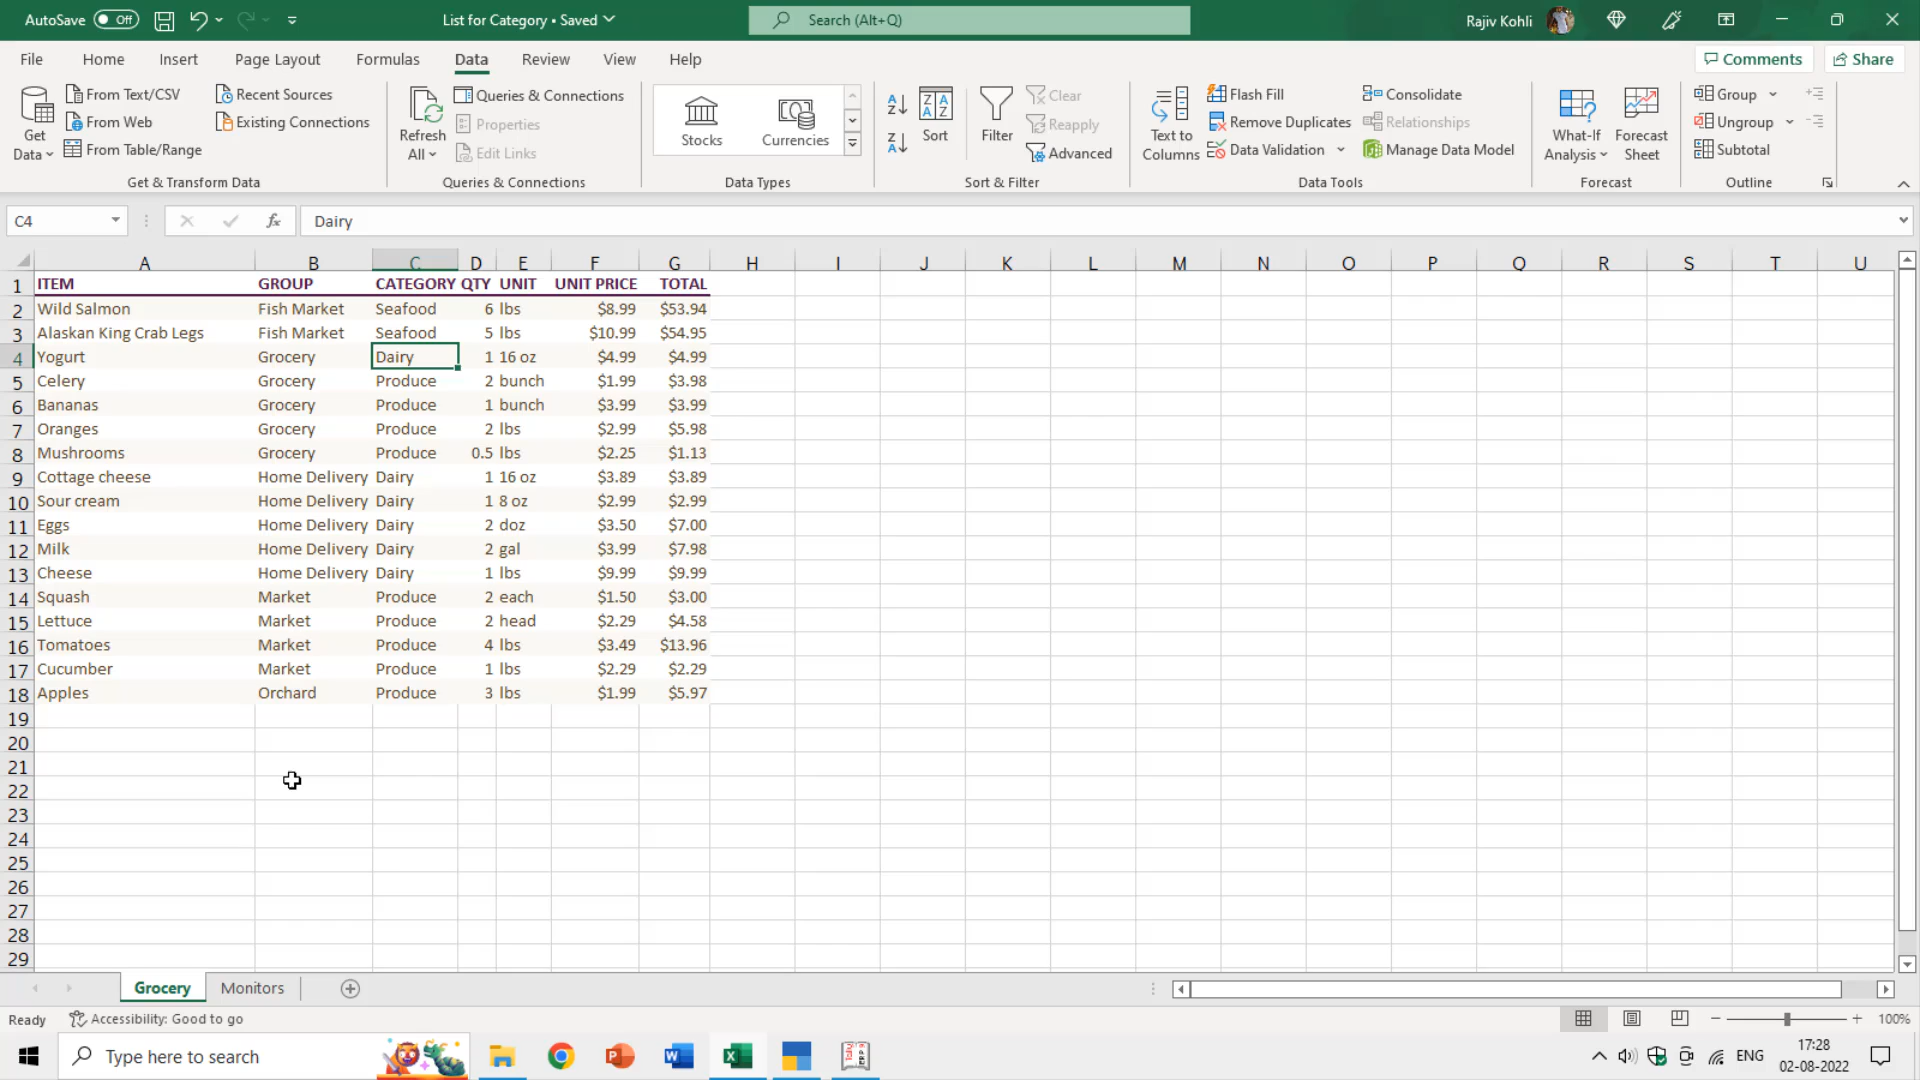 AutoSave Off List for Category • Saved Search (Alt+Q) Rajiv Kohli
File Home Insert Page Layout Formulas Data Review View Help Comments Share
Get Data
From Text/CSV
From Web
From Table/Range
Recent Sources
Existing Connections
Get & Transform Data
Refresh All
Queries & Connections
Properties
Edit Links
Queries & Connections
Stocks Currencies
Data Types
Sort
Filter
Clear
Reapply
Advanced
Sort & Filter
Text to Columns
Flash Fill
Remove Duplicates
Data Validation
Consolidate
Relationships
Manage Data Model
Data Tools
What-If Analysis
Forecast Sheet
Forecast
Group
Ungroup
Subtotal
Outline
C4 fx Dairy
A B C D E F G H I J K L M N O P Q R S T U
1 ITEM GROUP CATEGORY QTY UNIT UNIT PRICE TOTAL
2 Wild Salmon Fish Market Seafood 6 lbs $8.99 $53.94
3 Alaskan King Crab Legs Fish Market Seafood 5 lbs $10.99 $54.95
4 Yogurt Grocery Dairy 1 16 oz $4.99 $4.99
5 Celery Grocery Produce 2 bunch $1.99 $3.98
6 Bananas Grocery Produce 1 bunch $3.99 $3.99
7 Oranges Grocery Produce 2 lbs $2.99 $5.98
8 Mushrooms Grocery Produce 0.5 lbs $2.25 $1.13
9 Cottage cheese Home Delivery Dairy 1 16 oz $3.89 $3.89
10 Sour cream Home Delivery Dairy 1 8 oz $2.99 $2.99
11 Eggs Home Delivery Dairy 2 doz $3.50 $7.00
12 Milk Home Delivery Dairy 2 gal $3.99 $7.98
13 Cheese Home Delivery Dairy 1 lbs $9.99 $9.99
14 Squash Market Produce 2 each $1.50 $3.00
15 Lettuce Market Produce 2 head $2.29 $4.58
16 Tomatoes Market Produce 4 lbs $3.49 $13.96
17 Cucumber Market Produce 1 lbs $2.29 $2.29
18 Apples Orchard Produce 3 lbs $1.99 $5.97
19
20
21
22
23
24
25
26
27
28
29
Grocery Monitors
Ready Accessibility: Good to go 100%
Type here to search ENG 17:28
02-08-2022